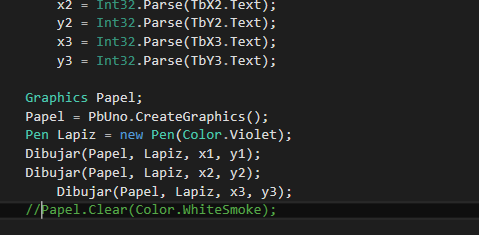 x2 = Int32.Parse(TbX2.Text);
y2 = Int32.Parse(TbY2.Text);
x3 = Int32.Parse(TbX3.Text);
y3 = Int32.Parse(TbY3.Text);
Graphics Papel;
Papel = PbUno.CreateGraphics();
Pen Lapiz = new Pen(Color.Violet);
Dibujar(Papel, Lapiz, x1, y1);
Dibujar(Papel, Lapiz, x2, y2);
Dibujar(Papel, Lapiz, x3, y3);
//Papel.Clear(Color.WhiteSmoke);